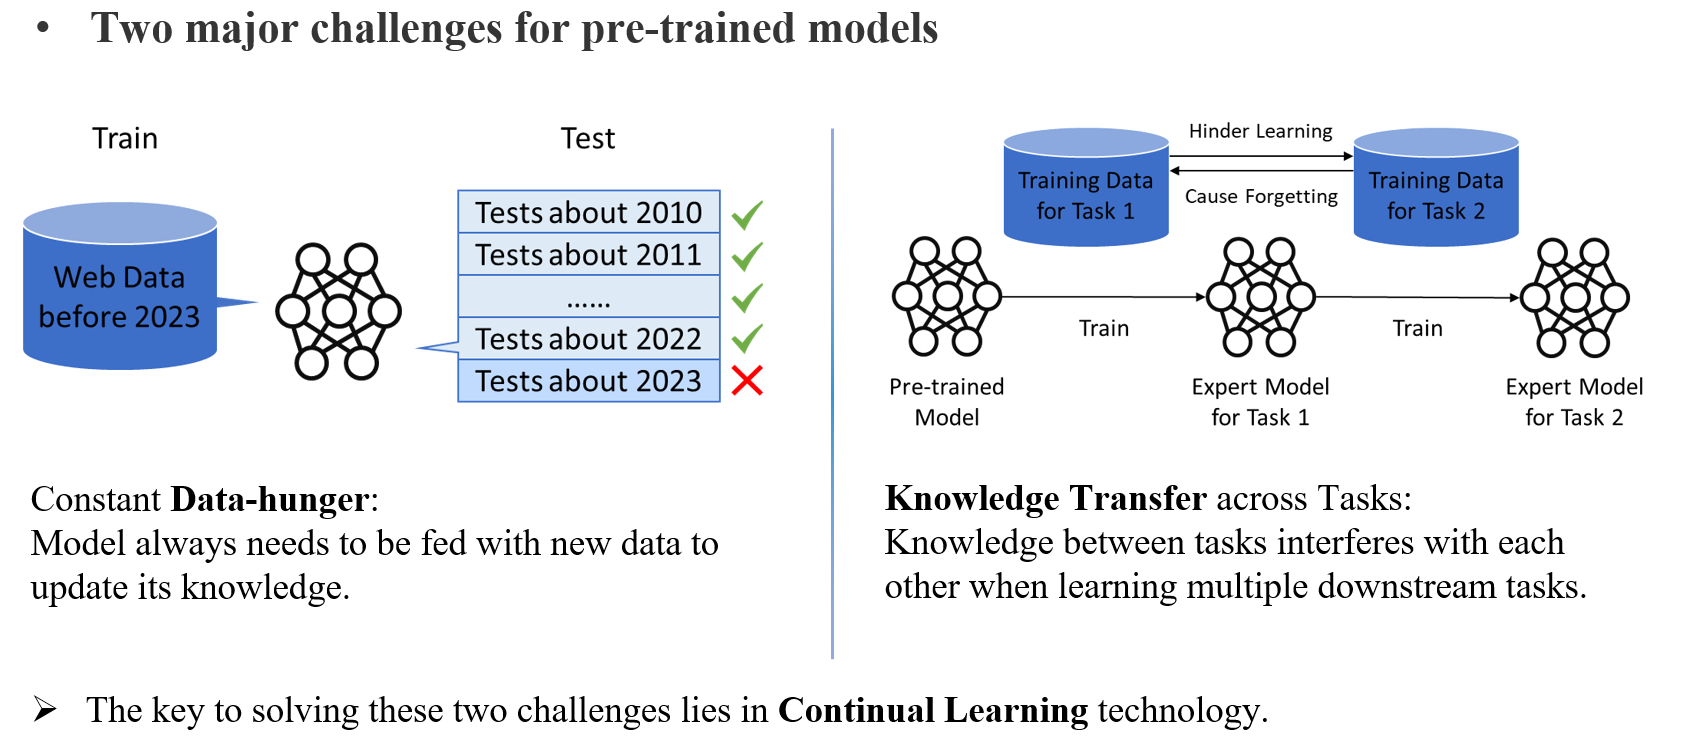 • Two major challenges for pre-trained models
Train
Test
Web Data
before 2023
Tests about 2010
Tests about 2011
......
Tests about 2022
Tests about 2023
Constant Data-hunger:
Model always needs to be fed with new data to
update its knowledge.
Training Data
for Task 1
Hinder Learning
Cause Forgetting
Training Data
for Task 2
Train
Train
Pre-trained
Model
Expert Model
for Task 1
Expert Model
for Task 2
Knowledge Transfer across Tasks:
Knowledge between tasks interferes with each
other when learning multiple downstream tasks.
➢ The key to solving these two challenges lies in Continual Learning technology.